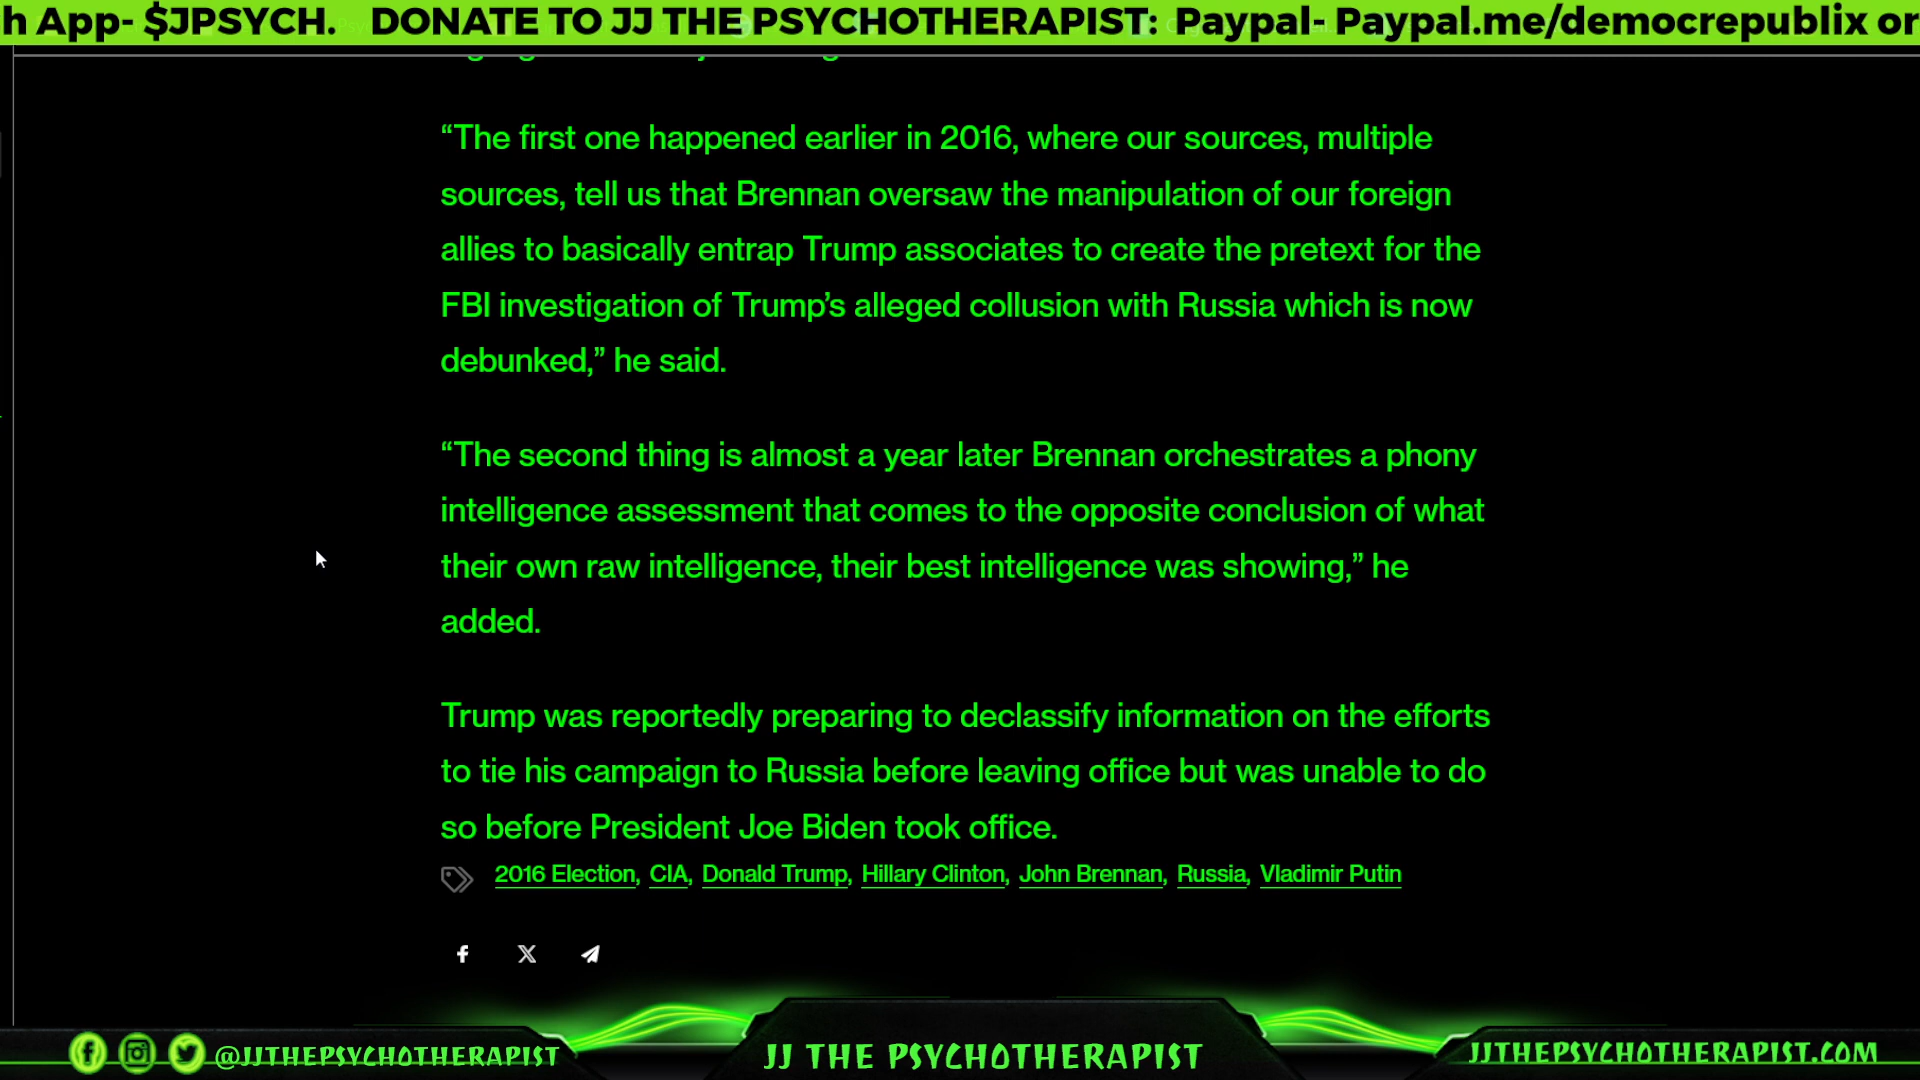 h App- $JPSYCH. DONATE TO JJ THE PSYCHOTHERAPIST: Paypal- Paypal.me/democrepublix or
“The first one happened earlier in 2016, where our sources, multiple
sources, tell us that Brennan oversaw the manipulation of our foreign
allies to basically entrap Trump associates to create the pretext for the
FBI investigation of Trump’s alleged collusion with Russia which is now
debunked,” he said.
“The second thing is almost a year later Brennan orchestrates a phony
intelligence assessment that comes to the opposite conclusion of what
their own raw intelligence, their best intelligence was showing,” he
added.
Trump was reportedly preparing to declassify information on the efforts
to tie his campaign to Russia before leaving office but was unable to do
so before President Joe Biden took office.
2016 Election, CIA, Donald Trump, Hillary Clinton, John Brennan, Russia, Vladimir Putin
@JJTHEPSYCHOTHERAPIST
JJ THE PSYCHOTHERAPIST
JJTHEPSYCHOTHERAPIST.COM